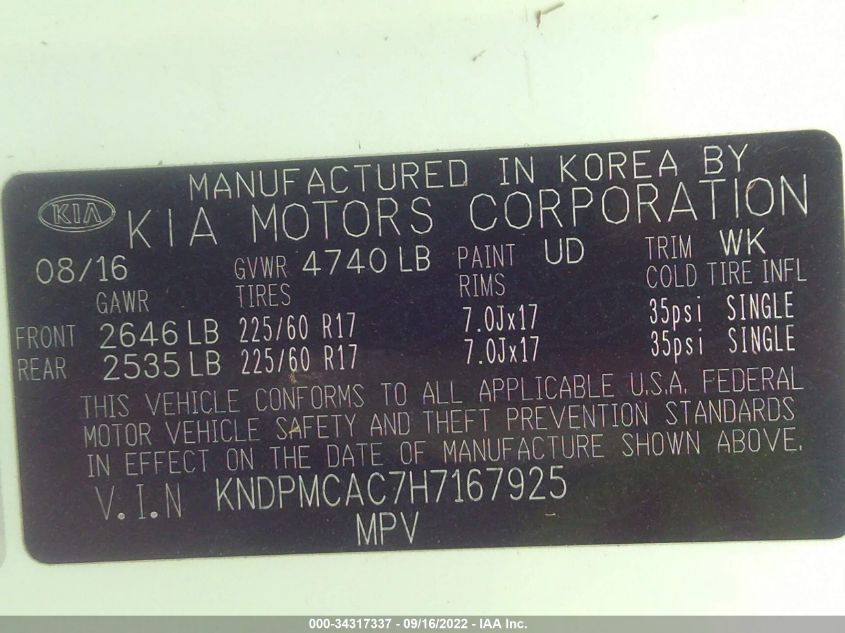 MANUFACTURED IN KOREA BY
KIA KIA MOTORS CORPORATION
08/16 GVWR 4740 LB PAINT UD TRIM WK
GAWR TIRES RIMS COLD TIRE INFL
FRONT 2646 LB 225/60 R17 7.0Jx17 35psi SINGLE
REAR 2535 LB 225/60 R17 7.0Jx17 35psi SINGLE
THIS VEHICLE CONFORMS TO ALL APPLICABLE U.S.A. FEDERAL
MOTOR VEHICLE SAFETY AND THEFT PREVENTION STANDARDS
IN EFFECT ON THE DATE OF MANUFACTURE SHOWN ABOVE.
V.I.N KNDPMCAC7H7167925
MPV
000-34317337 - 09/16/2022 - IAA Inc.